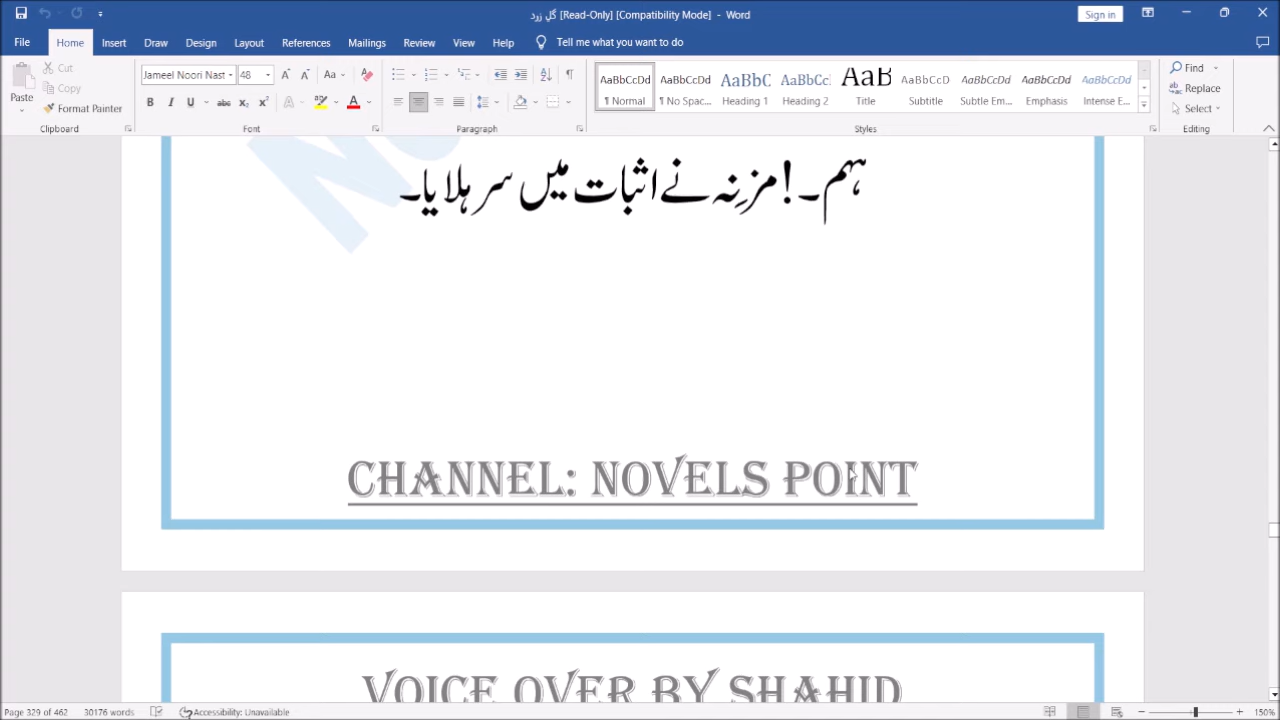 گلِ زرد [Read-Only] [Compatibility Mode] - Word
Sign in
File Home Insert Draw Design Layout References Mailings Review View Help Tell me what you want to do
Paste
Cut
Copy
Format Painter
Clipboard
Jameel Noori Nast 48
Font
Paragraph
AaBbCcDd AaBbCcDd AaBbC AaBbCc AaB AaBbCcD AaBbCcDd AaBbCcDd AaBbCcDd
¶ Normal ¶ No Spac... Heading 1 Heading 2 Title Subtitle Subtle Em... Emphasis Intense E...
Styles
Find
Replace
Select
Editing
ہم۔! مزنِہ نے اثبات میں سر ہلایا۔
CHANNEL: NOVELS POINT
VOICE OVER BY SHAHID
Page 329 of 462 30176 words Accessibility: Unavailable 150%